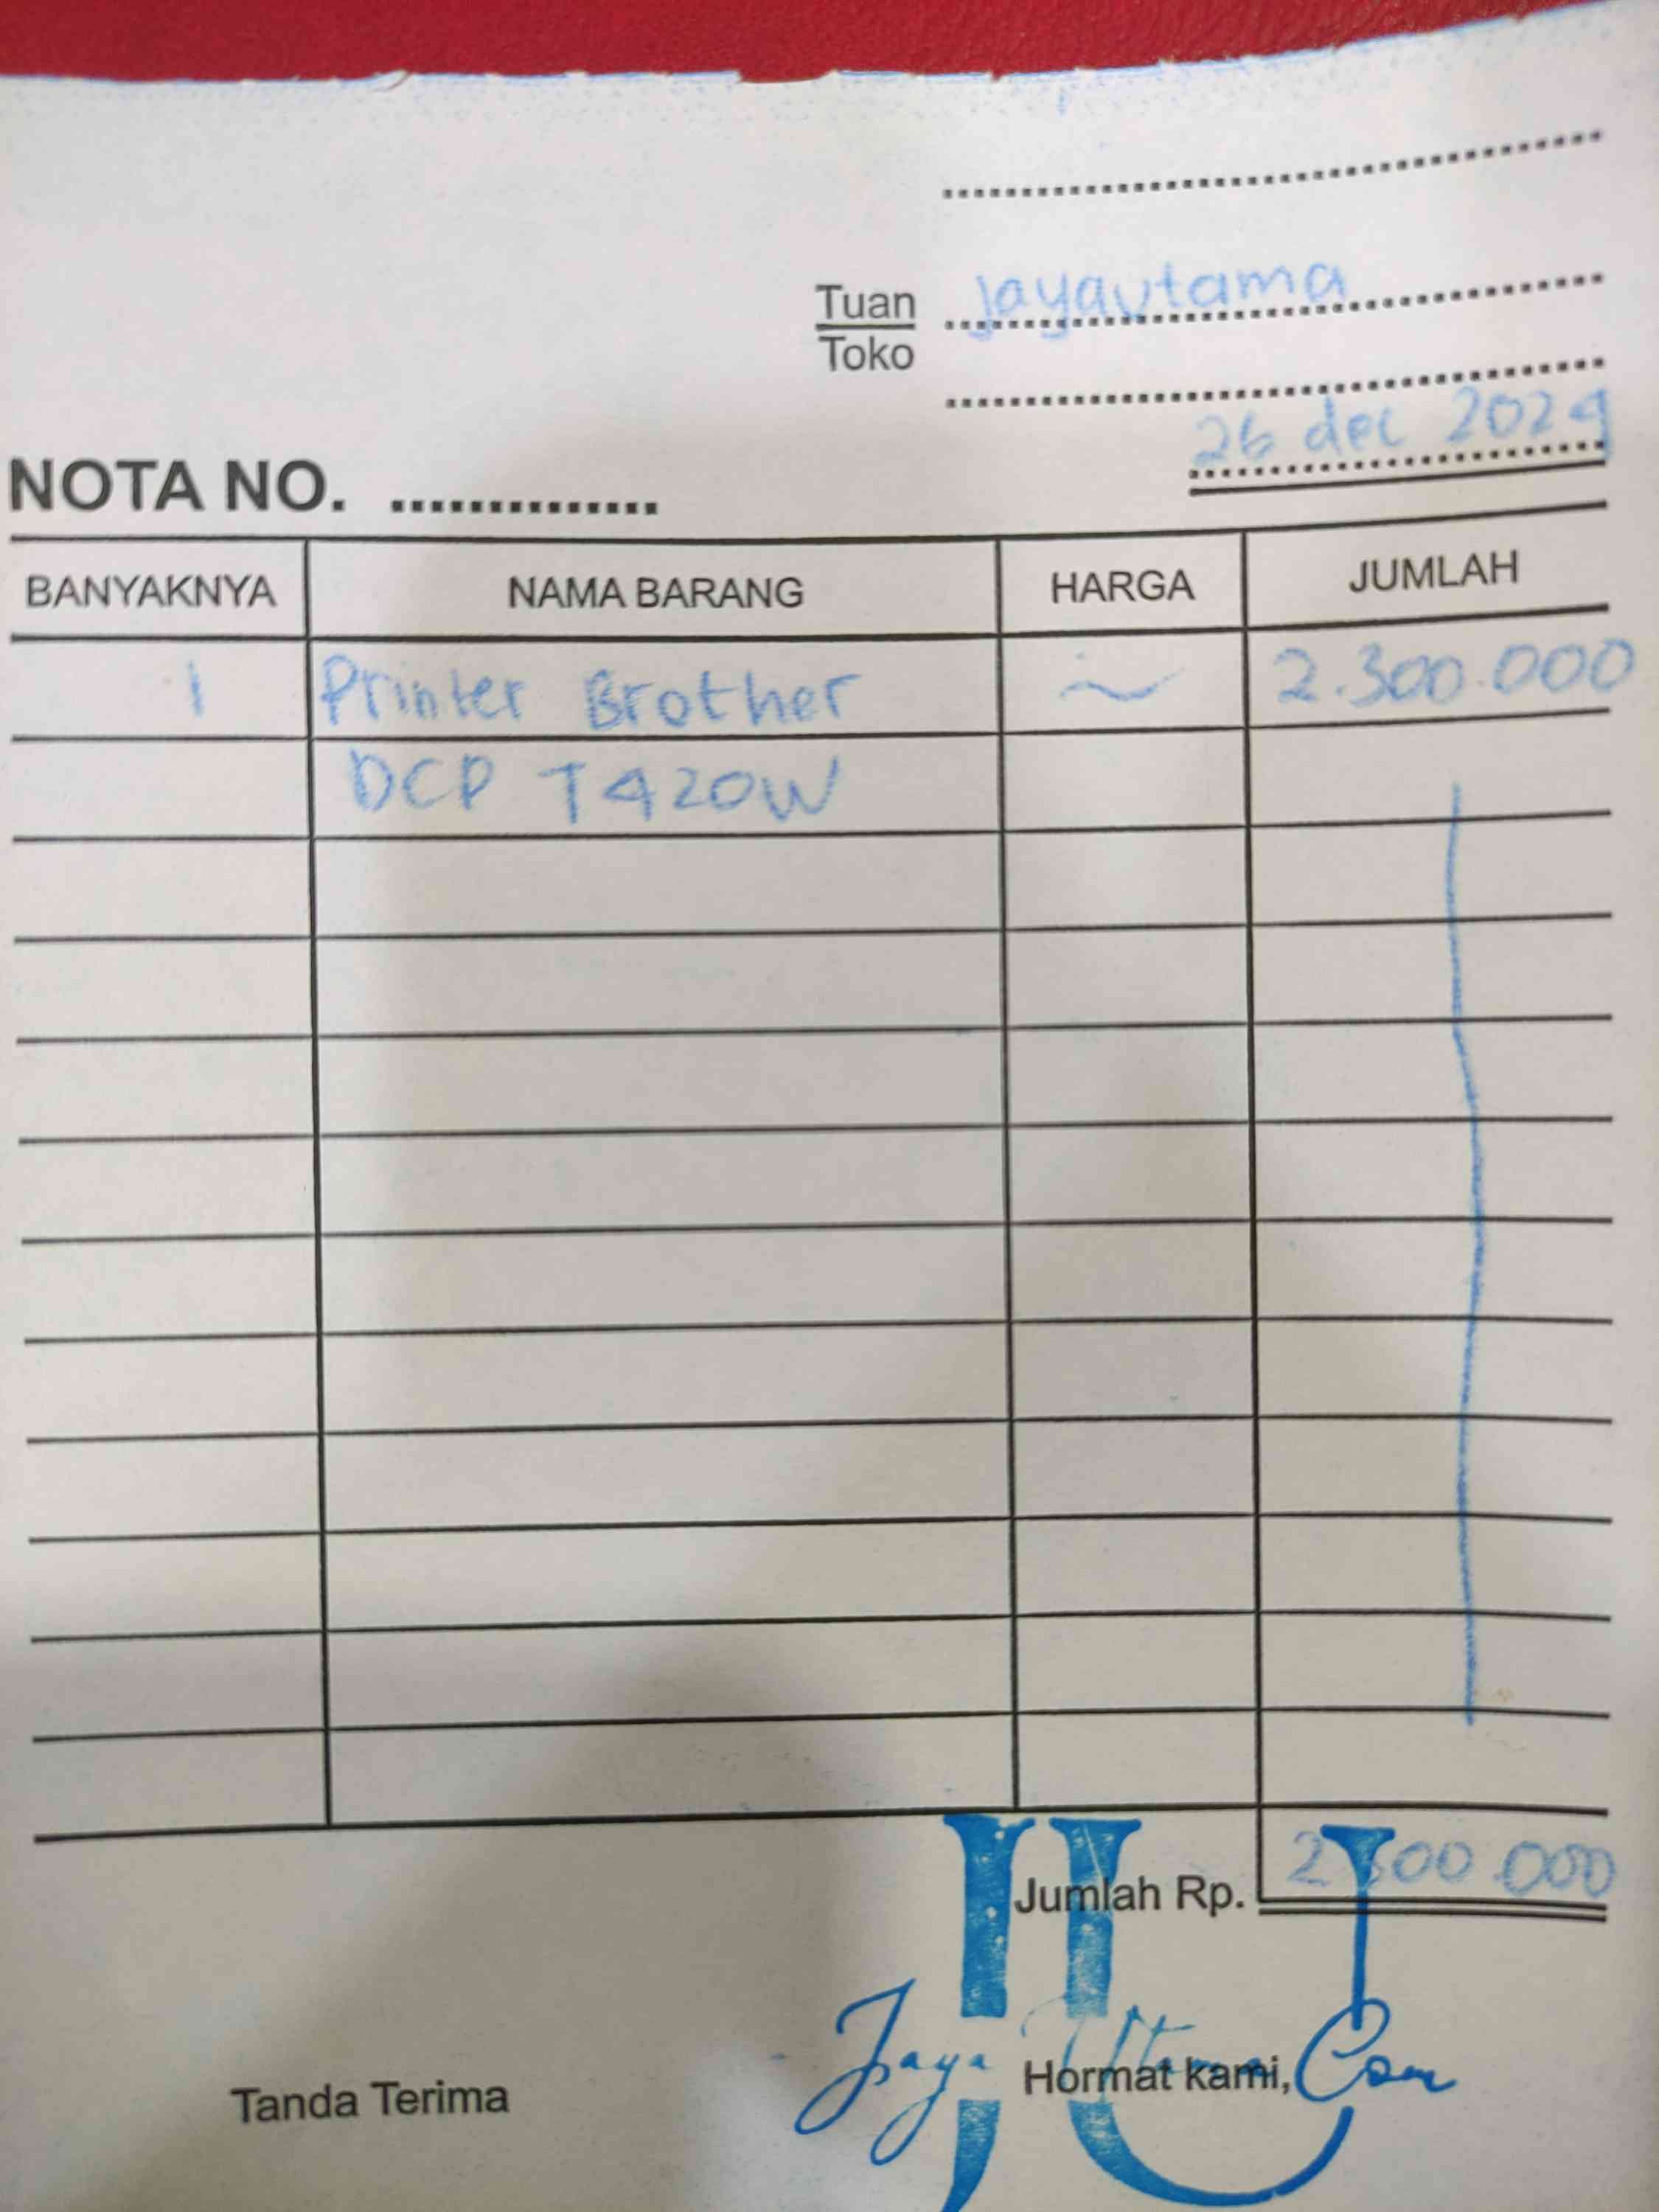 Tuan
Toko
jayautama
26 dec 2024
NOTA NO. ..............
BANYAKNYA NAMA BARANG HARGA JUMLAH
1 Printer Brother 2.300.000
DCP T420W
Jumlah Rp. 2.300.000
JU
Jaya Utama Com
Tanda Terima Hormat kami,